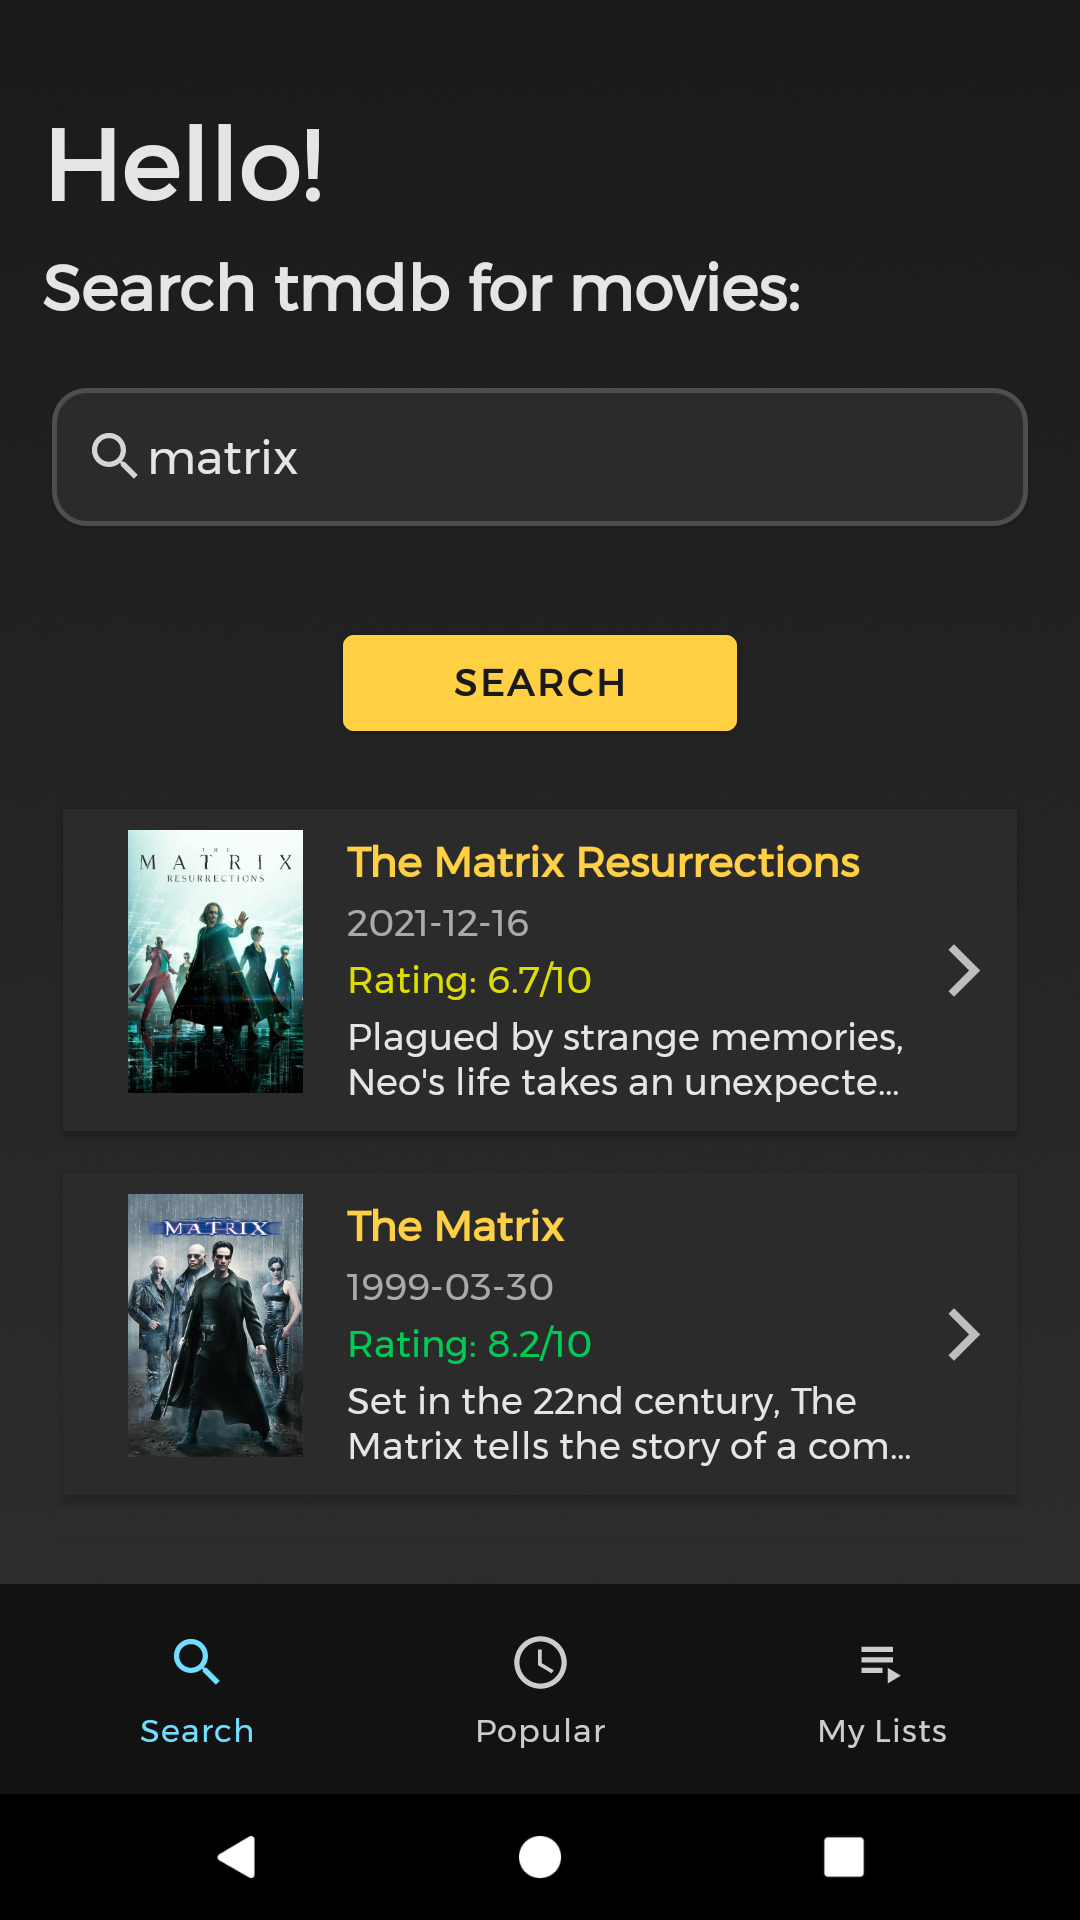 Hello!
Search tmdb for movies:
matrix
SEARCH
THE
MATRIX
RESURRECTIONS
The Matrix Resurrections
2021-12-16
Rating: 6.7/10
Plagued by strange memories,
Neo's life takes an unexpecte...
MATRIX
The Matrix
1999-03-30
Rating: 8.2/10
Set in the 22nd century, The
Matrix tells the story of a com...
Search
Popular
My Lists